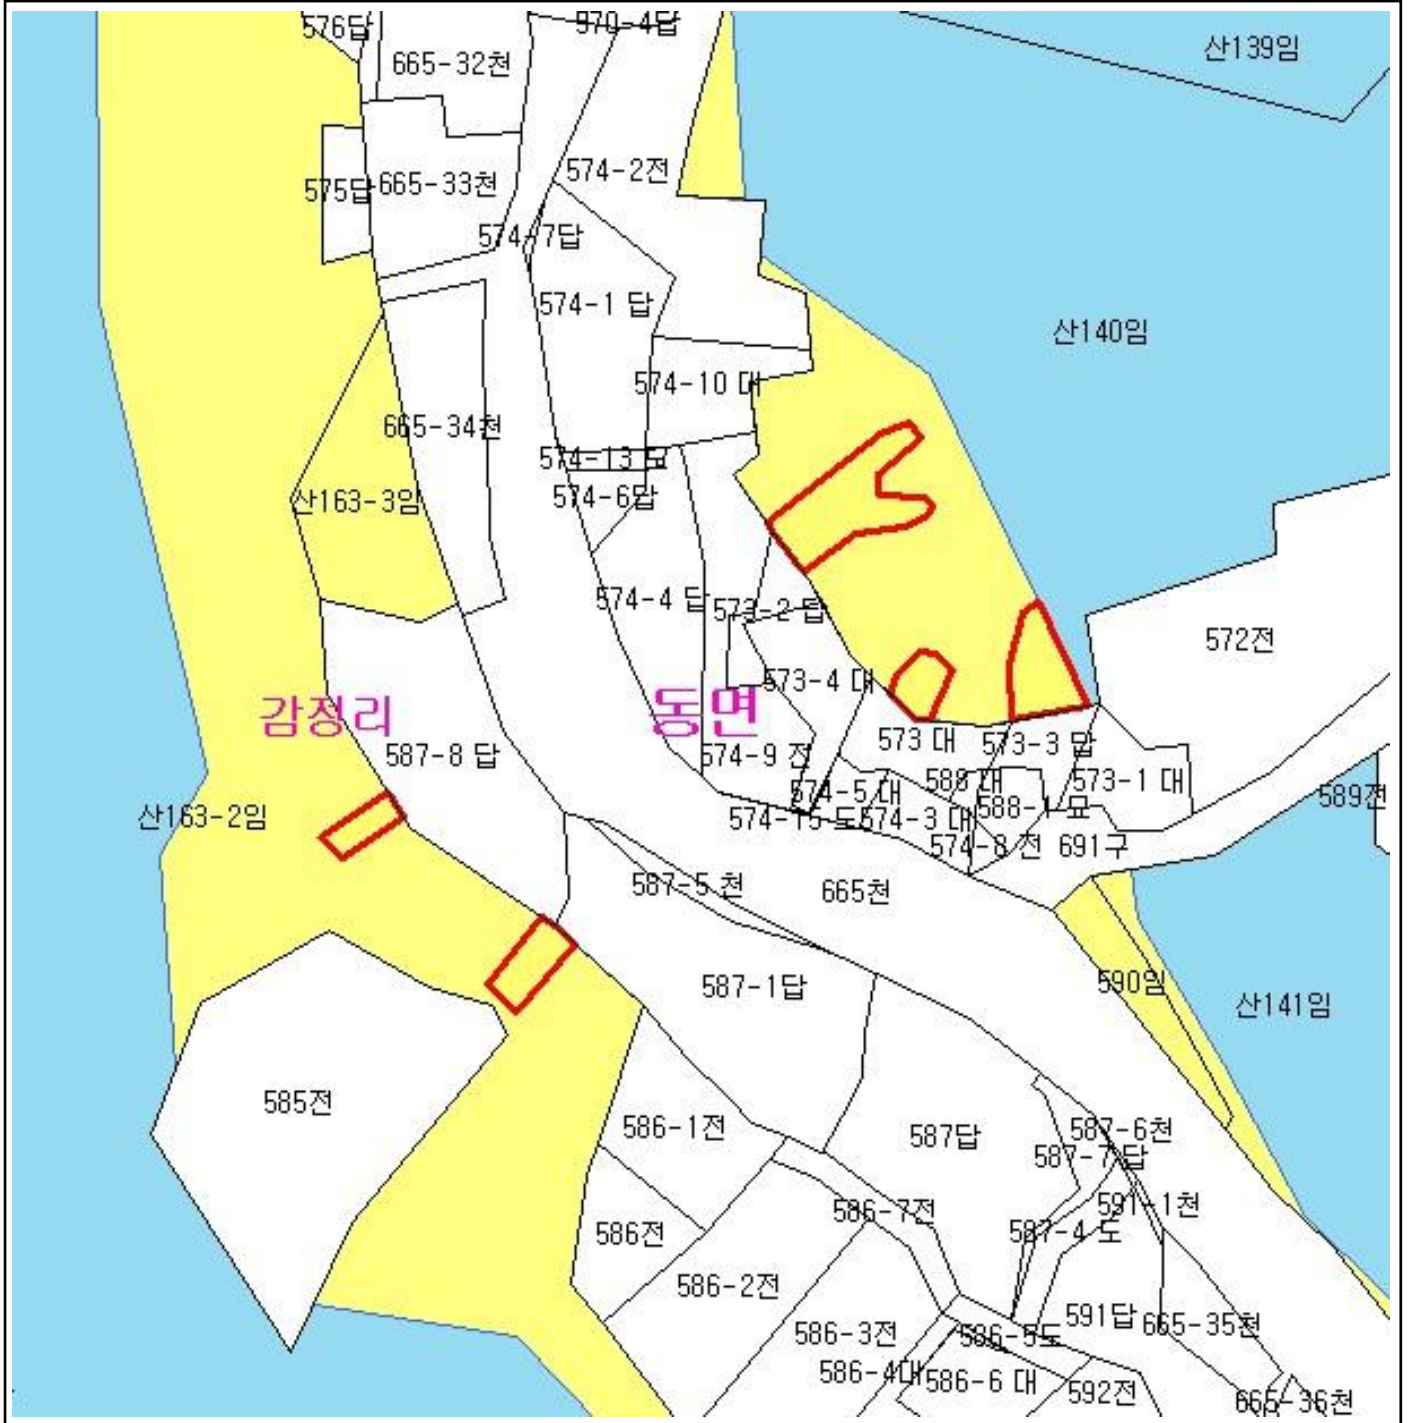 576답
970-4답
산139임
665-32천
574-2전
575답
665-33천
574-7답
574-1 답
산140임
574-10 대
665-34천
574-13 묘
574-6답
산163-3임
574-4 답
573-2 답
572전
573-4 대
감정리
동면
587-8 답
574-9 전
573 대
573-3 답
588 대
573-1 대
574-5 대
589전
산163-2임
574-15 도
574-3 대
588-1 묘
574-8 전
691구
587-5 천
665천
587-1답
590임
산141임
585전
586-1전
587답
587-6천
587-7 답
591-1천
586-7전
587-4 도
586전
586-2전
591답
665-35천
586-3전
586-5도
586-4대
586-6 대
592전
665-36천